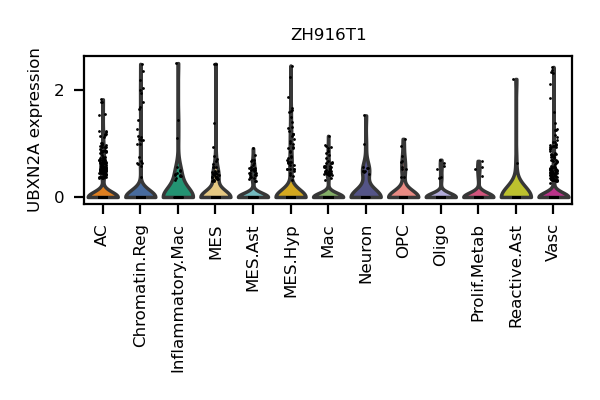 ZH916T1
UBXN2A expression
2
0
AC
Chromatin.Reg
Inflammatory.Mac
MES
MES.Ast
MES.Hyp
Mac
Neuron
OPC
Oligo
Prolif.Metab
Reactive.Ast
Vasc